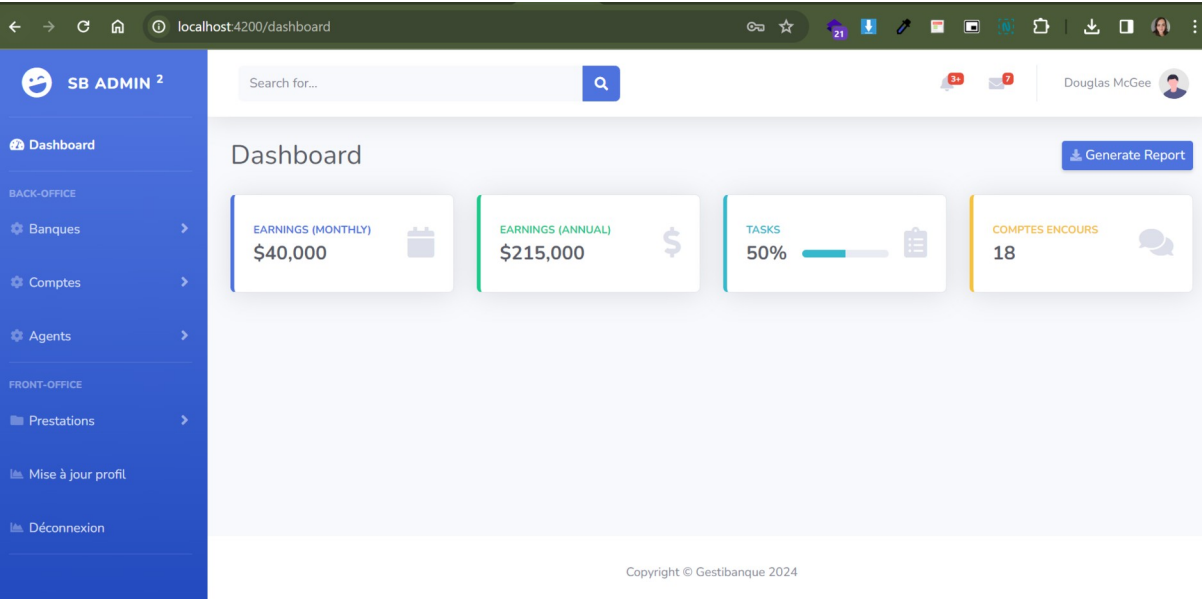 localhost:4200/dashboard
21
SB ADMIN 2
Search for...
3+
7
Douglas McGee
Dashboard
Dashboard
Generate Report
BACK-OFFICE
Banques
EARNINGS (MONTHLY)
$40,000
EARNINGS (ANNUAL)
$215,000
TASKS
50%
COMPTES ENCOURS
18
Comptes
Agents
FRONT-OFFICE
Prestations
Mise à jour profil
Déconnexion
Copyright © Gestibanque 2024